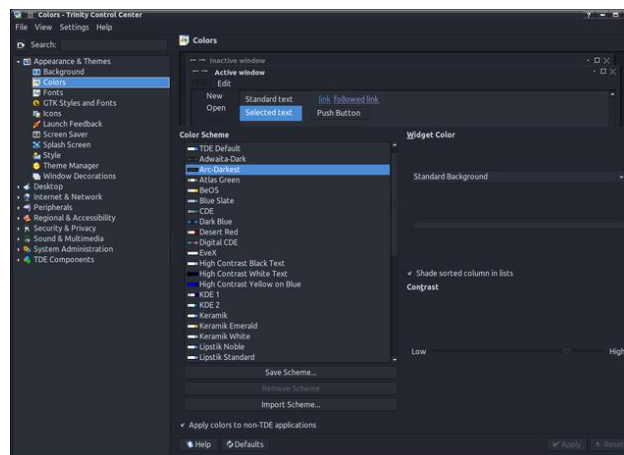 Colors - Trinity Control Center
File View Settings Help
Search:
Appearance & Themes
Background
Colors
Fonts
GTK Styles and Fonts
Icons
Launch Feedback
Screen Saver
Splash Screen
Style
Theme Manager
Window Decorations
Desktop
Internet & Network
Peripherals
Regional & Accessibility
Security & Privacy
Sound & Multimedia
System Administration
TDE Components
Colors
Inactive window
Active window
Edit
New
Open
Standard text link followed link
Selected text Push Button
Color Scheme
TDE Default
Adwaita-Dark
Arc-Darkest
Atlas Green
BeOS
Blue Slate
CDE
Dark Blue
Desert Red
Digital CDE
EveX
High Contrast Black Text
High Contrast White Text
High Contrast Yellow on Blue
KDE 1
KDE 2
Keramik
Keramik Emerald
Keramik White
Lipstik Noble
Lipstik Standard
Save Scheme...
Remove Scheme
Import Scheme...
Widget Color
Standard Background
Shade sorted column in lists
Contrast
Low High
Apply colors to non-TDE applications
Help Defaults Apply Reset